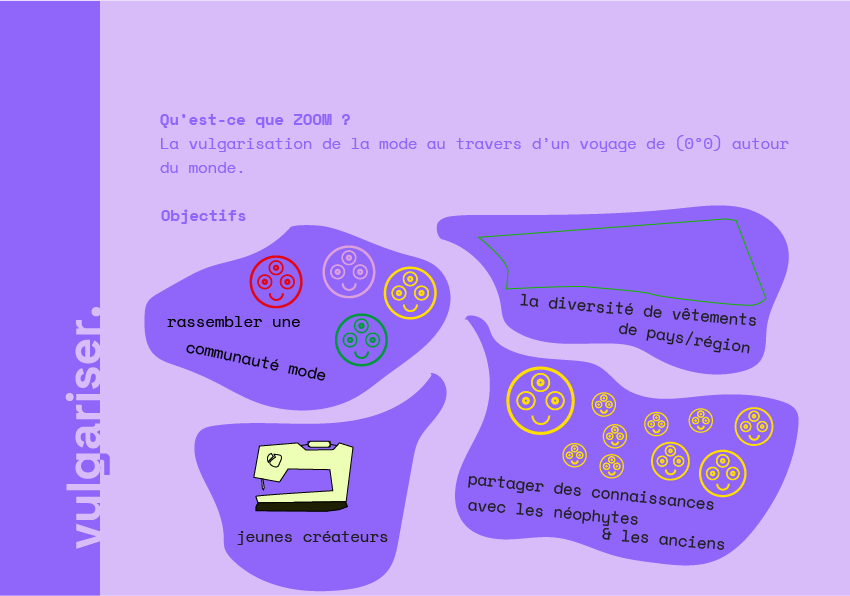 vulgariser.
Qu'est-ce que ZOOM ?
La vulgarisation de la mode au travers d'un voyage de (0°0) autour
du monde.
Objectifs
rassembler une
communauté mode
la diversité de vêtements
de pays/région
jeunes créateurs
partager des connaissances
avec les néophytes
& les anciens